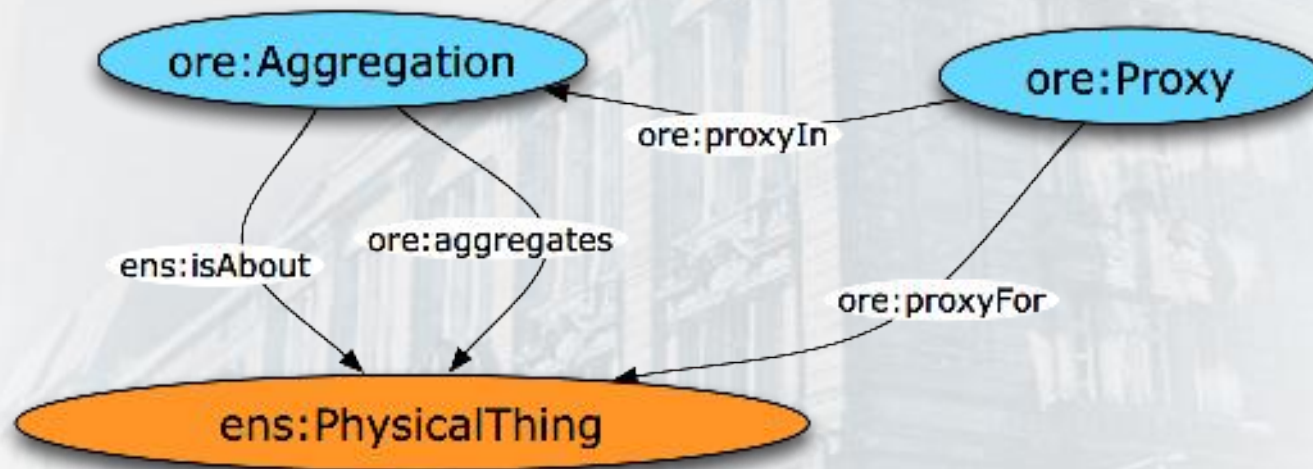 ore:Aggregation
ore:Proxy
ore:proxyIn
ore:aggregates
ens:isAbout
ore:proxyFor
ens:PhysicalThing